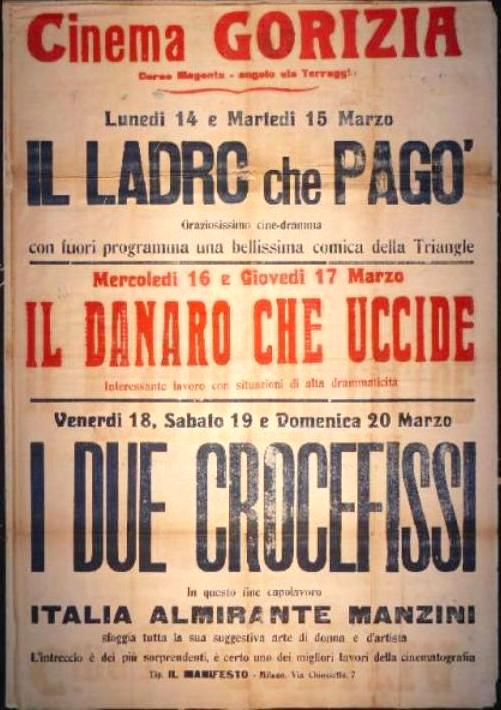 Cinema GORIZIA
Corso Magenta - angolo via Terraggi
Lunedì 14 e Martedì 15 Marzo
IL LADRO che PAGO'
Graziosissimo cine-dramma
con fuori programma una bellissima comica della Triangle
Mercoledì 16 e Giovedì 17 Marzo
IL DANARO CHE UCCIDE
Interessante lavoro con situazioni di alta drammaticità
Venerdì 18, Sabato 19 e Domenica 20 Marzo
I DUE CROCEFISSI
In questo fine capolavoro
ITALIA ALMIRANTE MANZINI
sfoggia tutta la sua suggestiva arte di donna e d'artista
L'intreccio è dei più sorprendenti, è certo uno dei migliori lavori della cinematografia
Tip. IL MANIFESTO - Milano, Via 7